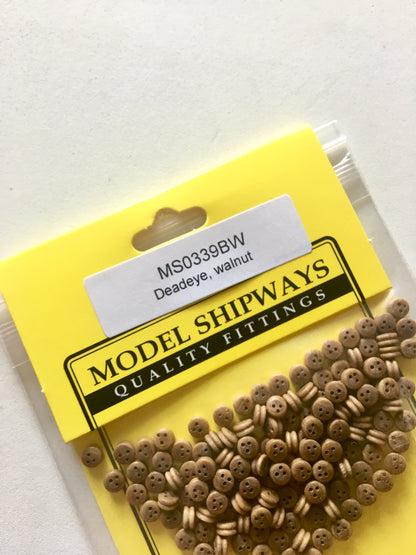 MS0339BW
Deadeye, walnut
MODEL SHIPWAYS
QUALITY FITTINGS